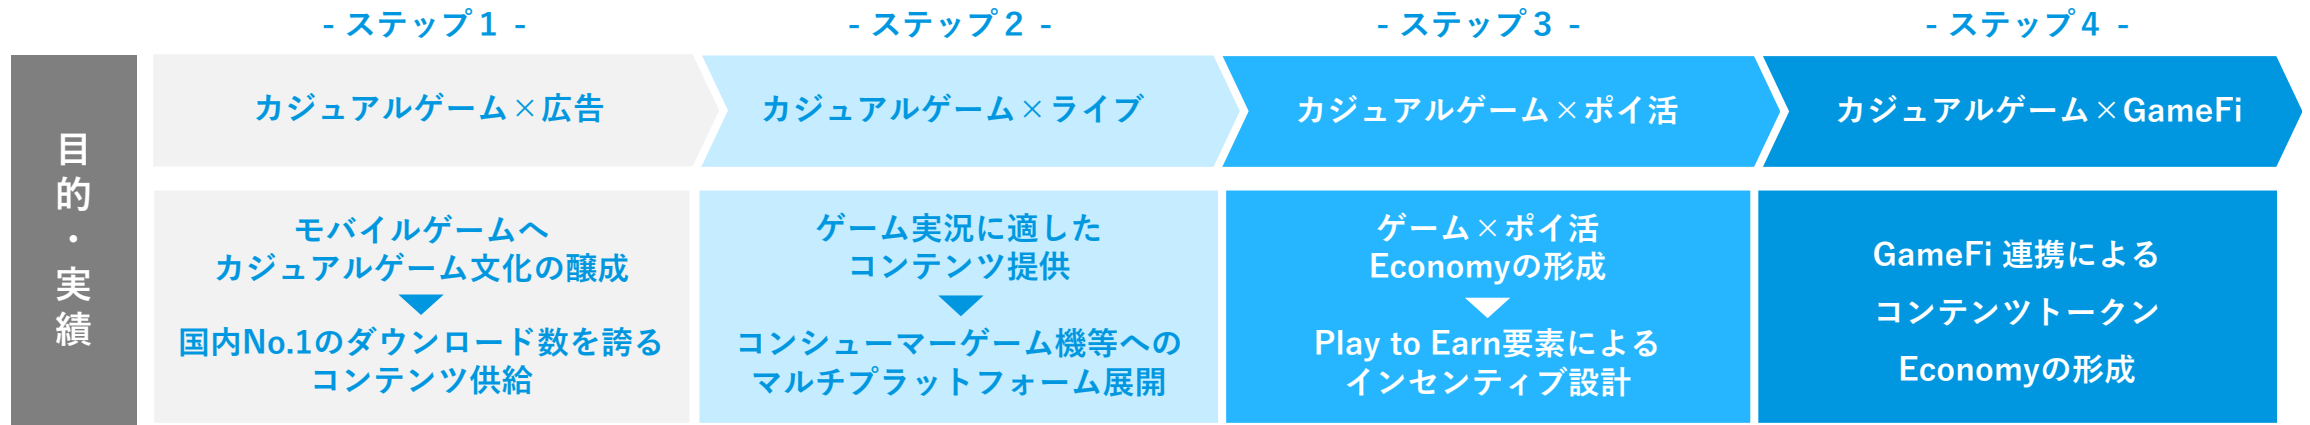 - ステップ1 -
- ステップ2 -
- ステップ3 -
- ステップ4 -
目的・実績
カジュアルゲーム×広告
カジュアルゲーム×ライブ
カジュアルゲーム×ポイ活
カジュアルゲーム×GameFi
モバイルゲームへ
カジュアルゲーム文化の醸成
国内No.1のダウンロード数を誇る
コンテンツ供給
ゲーム実況に適した
コンテンツ提供
コンシューマーゲーム機等への
マルチプラットフォーム展開
ゲーム×ポイ活
Economyの形成
Play to Earn要素による
インセンティブ設計
GameFi 連携による
コンテンツトークン
Economyの形成